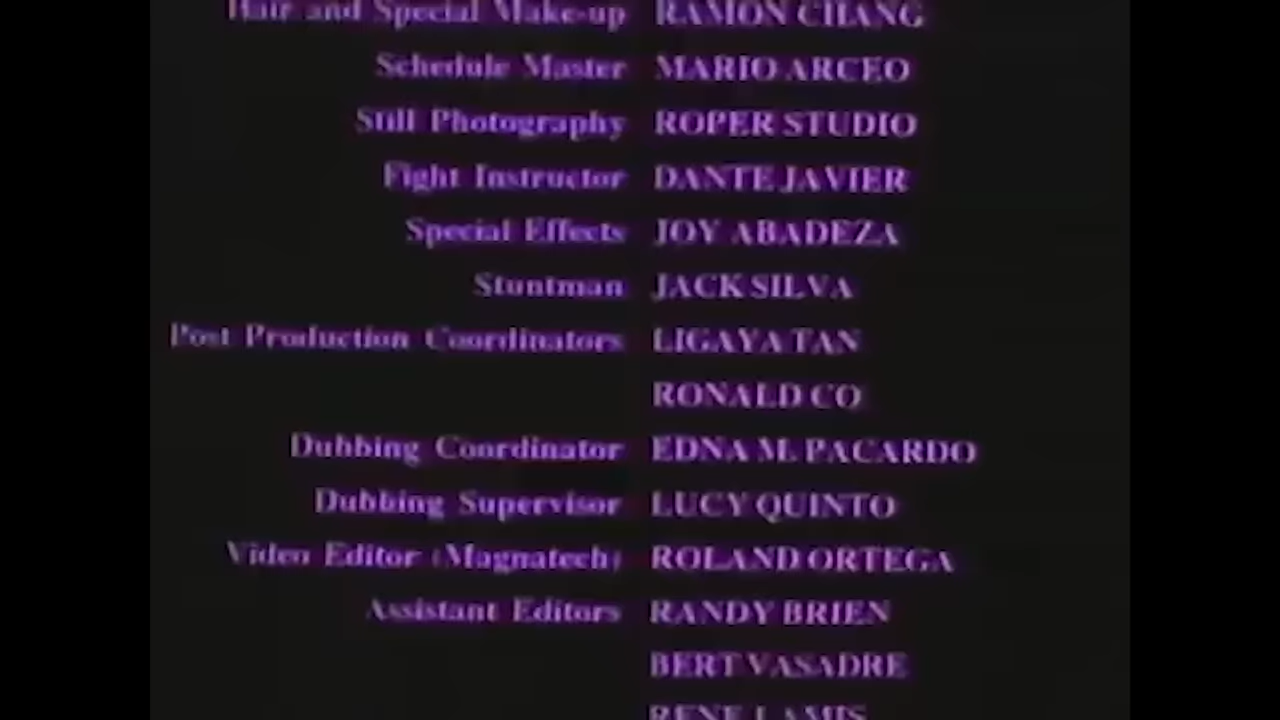 Hair and Special Make-up RAMON CHANG
Schedule Master MARIO ARCEO
Still Photography ROPER STUDIO
Fight Instructor DANTE JAVIER
Special Effects JOY ABADEZA
Stuntman JACK SILVA
Post Production Coordinators LIGAYA TAN
RONALD CO
Dubbing Coordinator EDNA M. PACARDO
Dubbing Supervisor LUCY QUINTO
Video Editor (Magnatech) ROLAND ORTEGA
Assistant Editors RANDY BRIEN
BERT VASADRE
RENE LAMIS